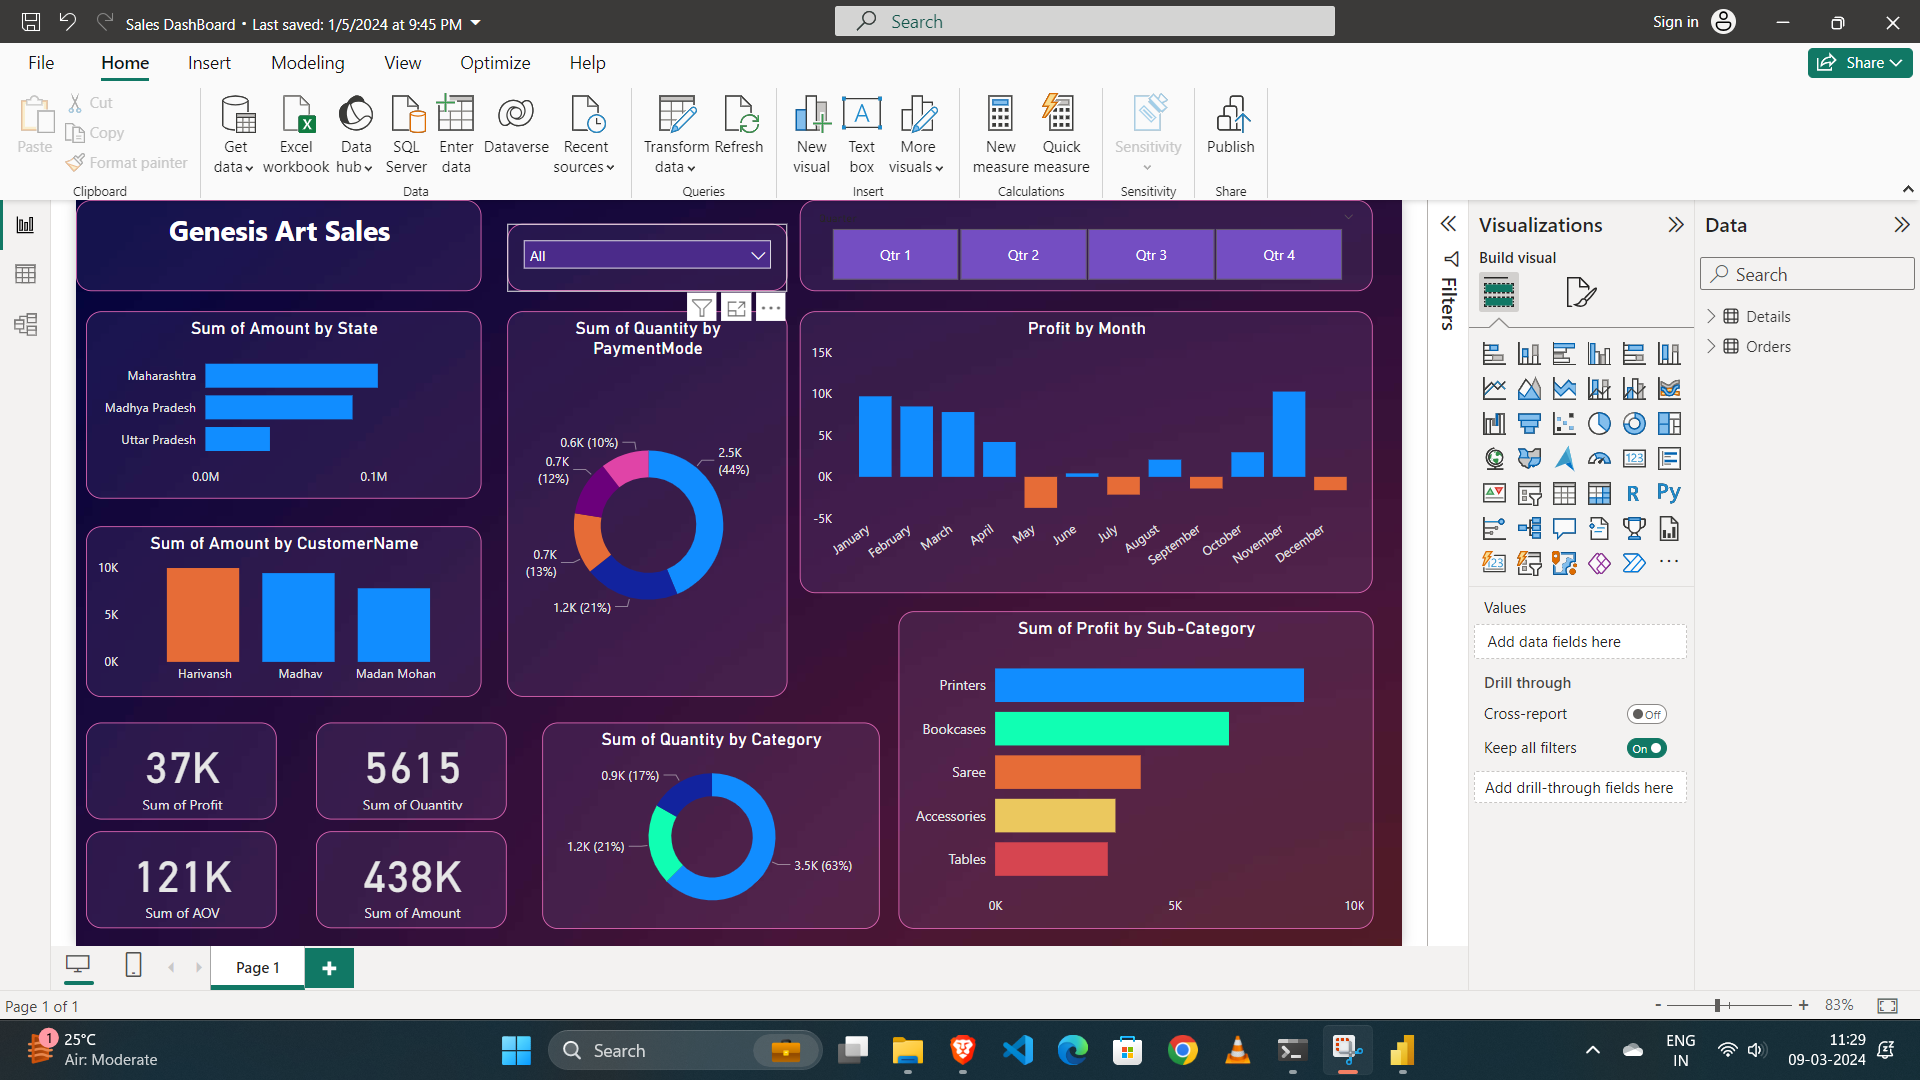 Sales DashBoard • Last saved: 1/5/2024 at 9:45 PM
Search
Sign in
File Home Insert Modeling View Optimize Help
Share
Paste
Cut
Copy
Format painter
Clipboard
Get data
Excel workbook
Data hub
SQL Server
Enter data
Dataverse
Recent sources
Data
Transform data
Refresh
Queries
New visual
Text box
More visuals
Insert
New measure
Quick measure
Calculations
Sensitivity
Sensitivity
Publish
Share
Genesis Art Sales
All
Qtr 1 Qtr 2 Qtr 3 Qtr 4
Sum of Amount by State
Maharashtra
Madhya Pradesh
Uttar Pradesh
0.0M 0.1M
Sum of Quantity by
PaymentMode
0.6K (10%)
0.7K
(12%)
2.5K
(44%)
0.7K
(13%)
1.2K (21%)
Profit by Month
15K
10K
5K
0K
-5K
January February March April May June July August September October November December
Sum of Amount by CustomerName
10K
5K
0K
Harivansh Madhav Madan Mohan
37K
Sum of Profit
5615
Sum of Quantity
121K
Sum of AOV
438K
Sum of Amount
Sum of Quantity by Category
0.9K (17%)
1.2K (21%)
3.5K (63%)
Sum of Profit by Sub-Category
Printers
Bookcases
Saree
Accessories
Tables
0K 5K 10K
Filters
Visualizations
Build visual
123
R
Py
123
Values
Add data fields here
Drill through
Cross-report
Off
Keep all filters
On
Add drill-through fields here
Data
Search
Details
Orders
Page 1
Page 1 of 1
- + 83%
1
25°C
Air: Moderate
Search
ENG
IN
11:29
09-03-2024